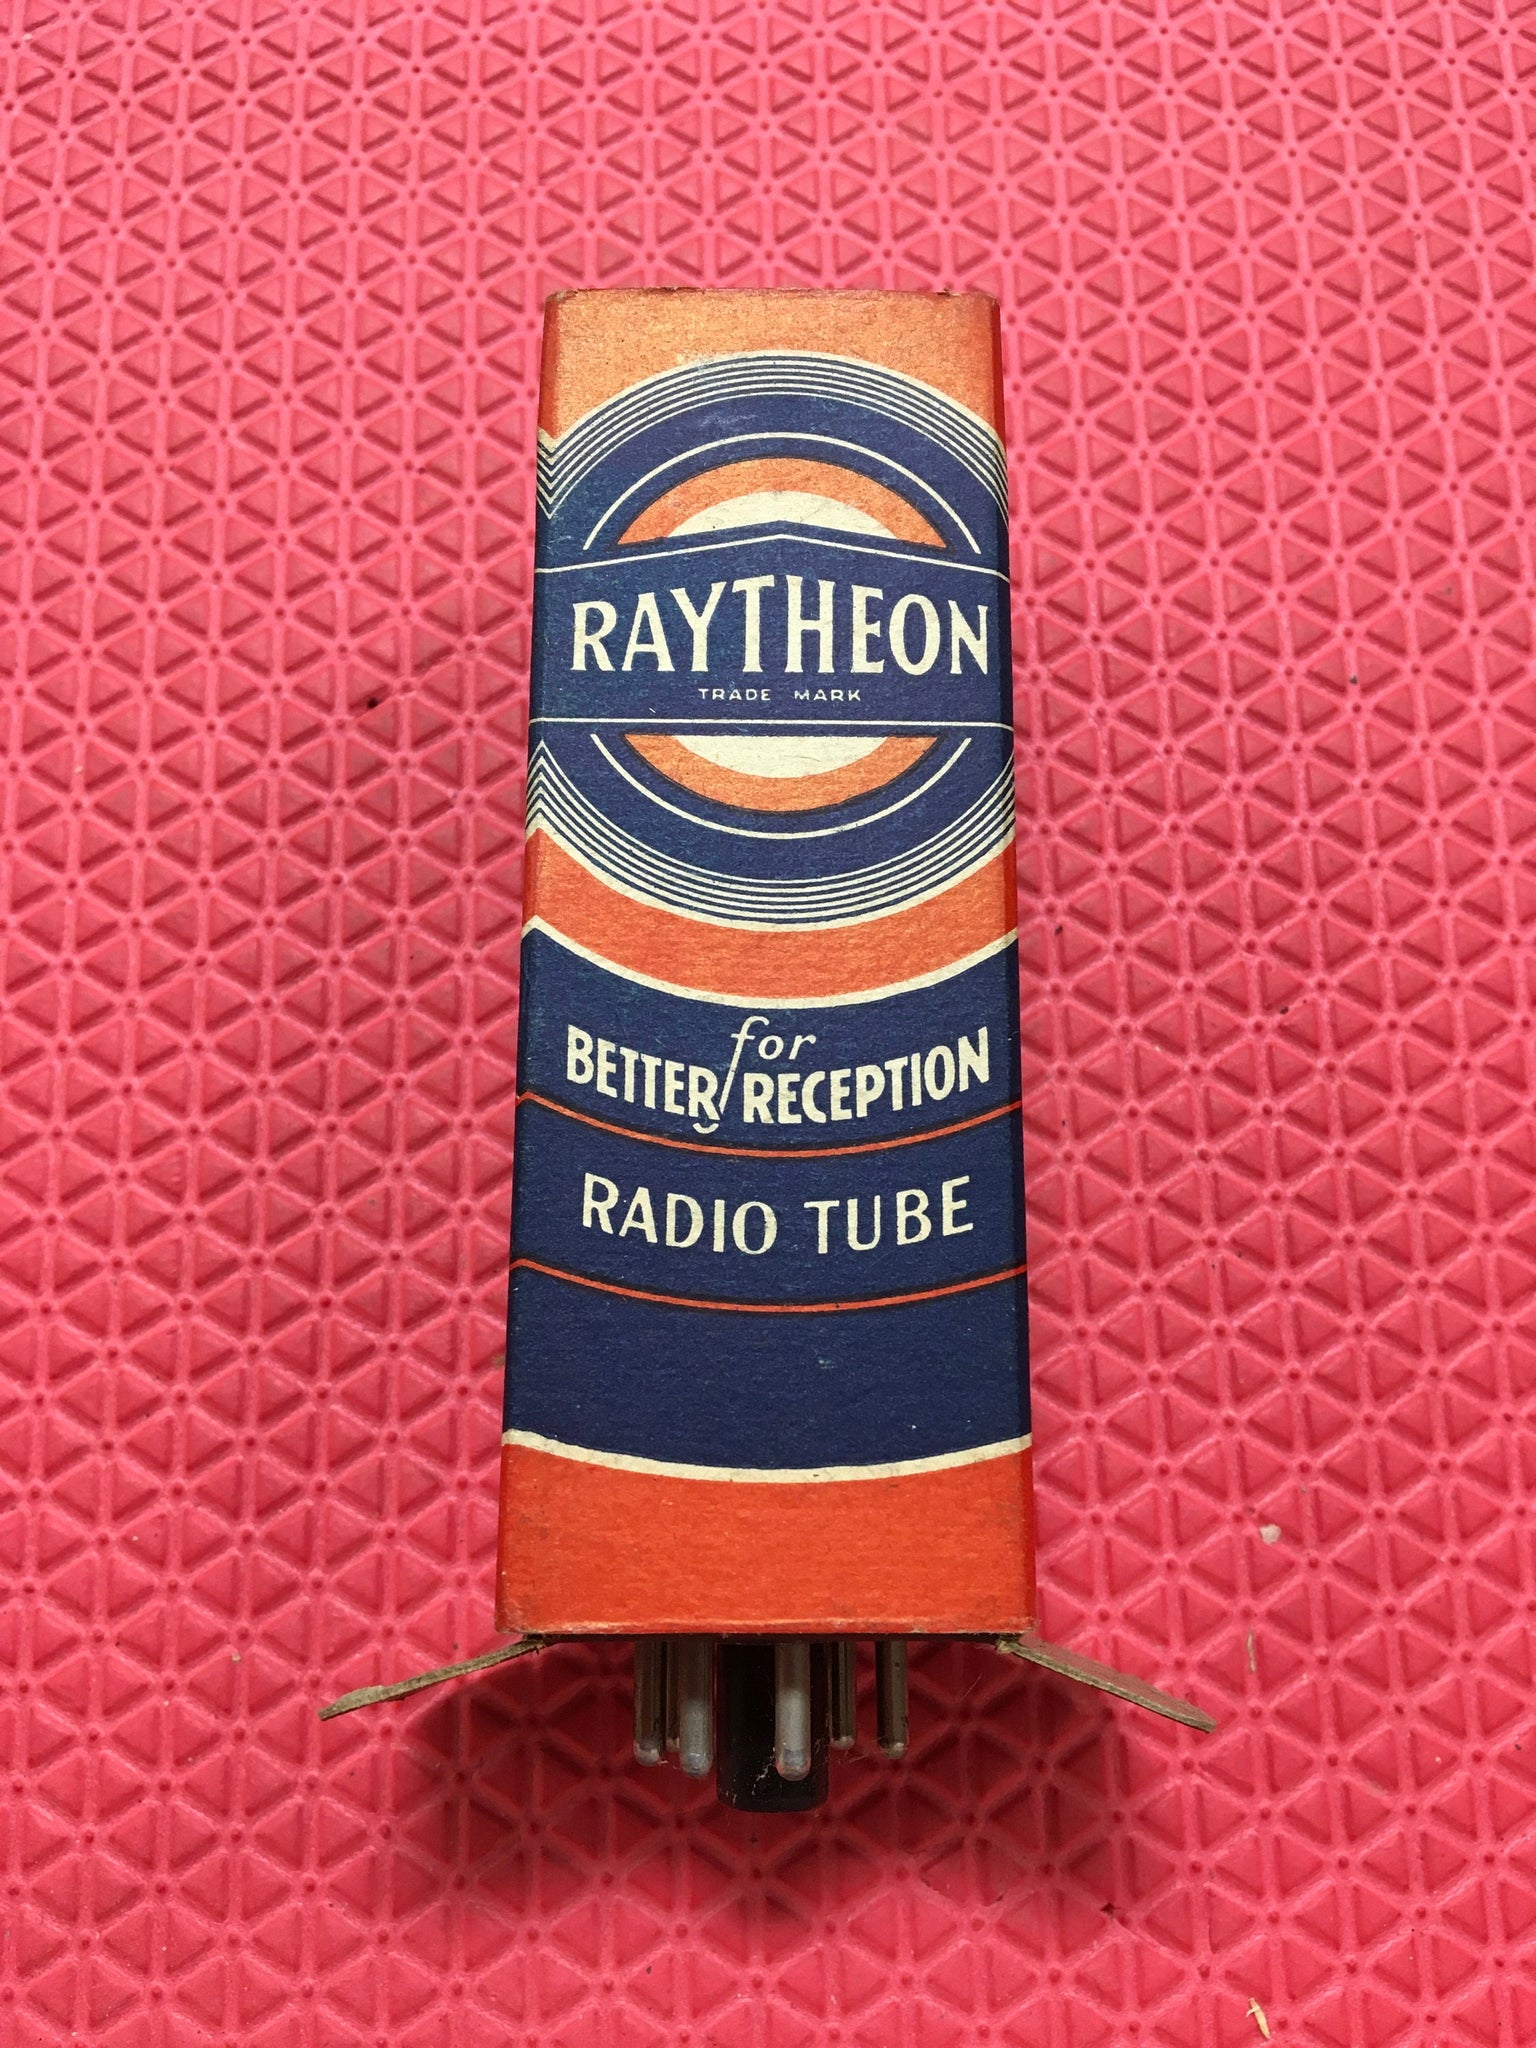 RAYTHEON
TRADE MARK
for
BETTER RECEPTION
RADIO TUBE